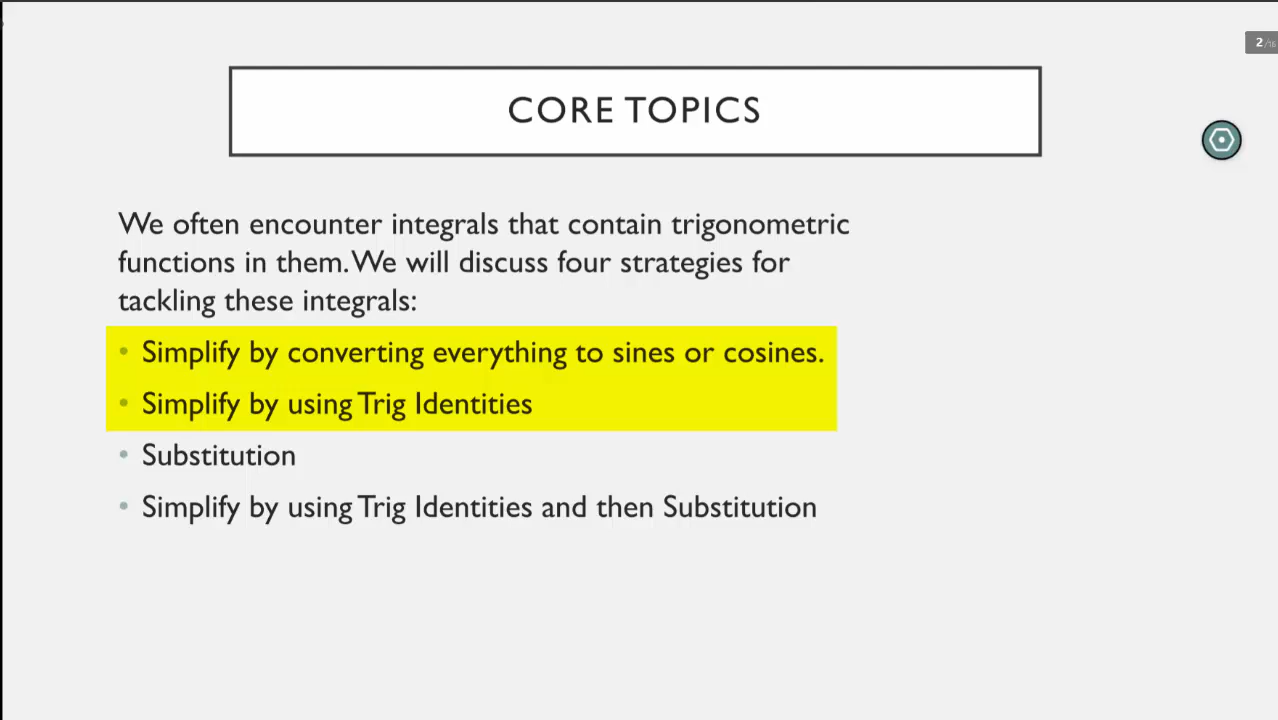 2/16
CORE TOPICS
We often encounter integrals that contain trigonometric
functions in them. We will discuss four strategies for
tackling these integrals:
• Simplify by converting everything to sines or cosines.
• Simplify by using Trig Identities
• Substitution
• Simplify by using Trig Identities and then Substitution